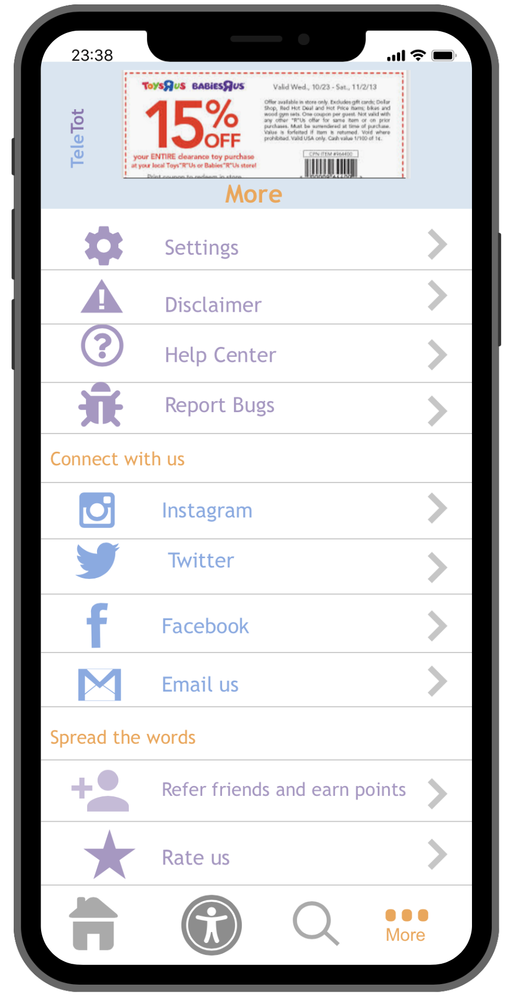 23:38
TeleTot
ToysRus BabiesRus
Valid Wed., 10/23 - Sat., 11/2/13
15% OFF
your ENTIRE clearance toy purchase
at your local Toys"R"Us or Babies"R"Us store!
Print coupon to redeem in store
Offer available in store only. Excludes gift cards; Dollar
Shop, Red Hot Deal and Hot Price items; bikes and
wood gym sets. One coupon per guest. Not valid with
any other "R"Us offer for same item or on prior
purchases. Must be surrendered at time of purchase.
Value is forfeited if item is returned. Void where
prohibited. Valid USA only. Cash value 1/100 of 1¢.
CPN ITEM #964400
More
Settings
Disclaimer
Help Center
Report Bugs
Connect with us
Instagram
Twitter
Facebook
Email us
Spread the words
Refer friends and earn points
Rate us
More